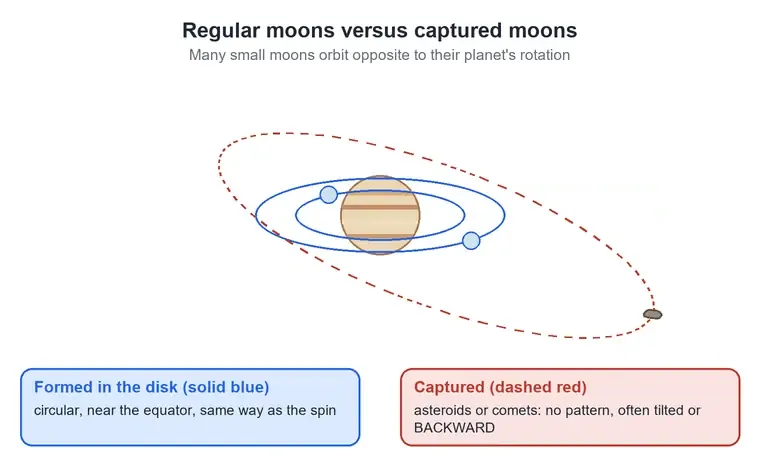 Regular moons versus captured moons
Many small moons orbit opposite to their planet's rotation
Formed in the disk (solid blue)
circular, near the equator, same way as the spin
Captured (dashed red)
asteroids or comets: no pattern, often tilted or
BACKWARD